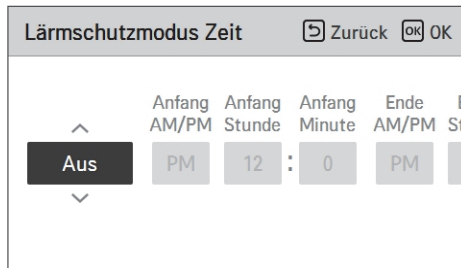 Lärmschutzmodus Zeit Zurück OK OK
Anfang Anfang Anfang Ende
AM/PM Stunde Minute AM/PM
Aus PM 12 : 0 PM